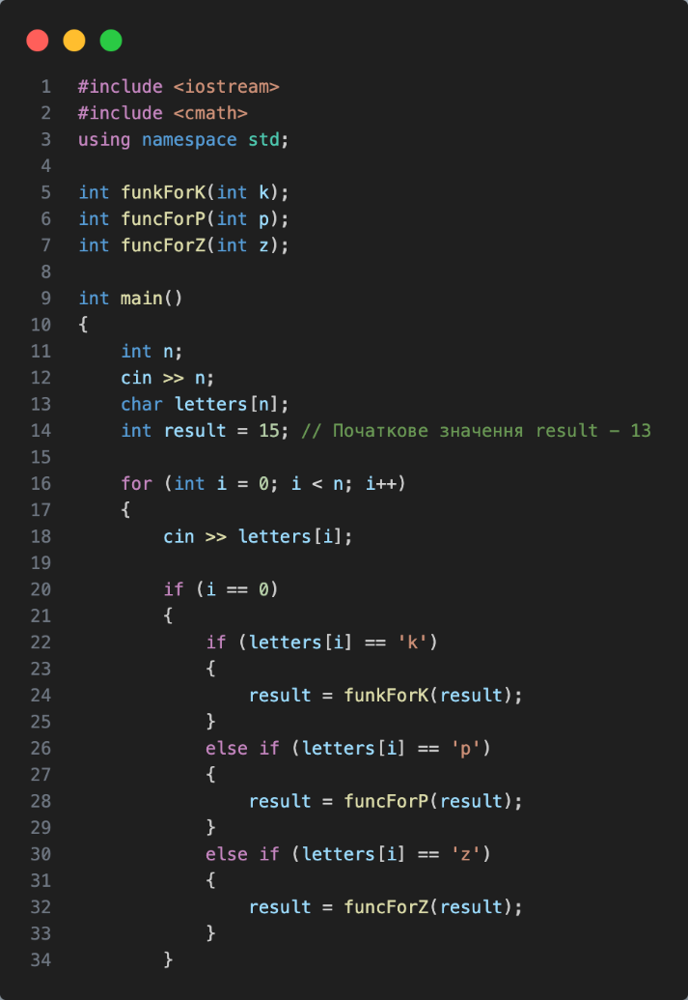 1 #include <iostream>
2 #include <cmath>
3 using namespace std;
4
5 int funkForK(int k);
6 int funcForP(int p);
7 int funcForZ(int z);
8
9 int main()
10 {
11     int n;
12     cin >> n;
13     char letters[n];
14     int result = 15; // Початкове значення result – 13
15
16     for (int i = 0; i < n; i++)
17     {
18         cin >> letters[i];
19
20         if (i == 0)
21         {
22             if (letters[i] == 'k')
23             {
24                 result = funkForK(result);
25             }
26             else if (letters[i] == 'p')
27             {
28                 result = funcForP(result);
29             }
30             else if (letters[i] == 'z')
31             {
32                 result = funcForZ(result);
33             }
34         }